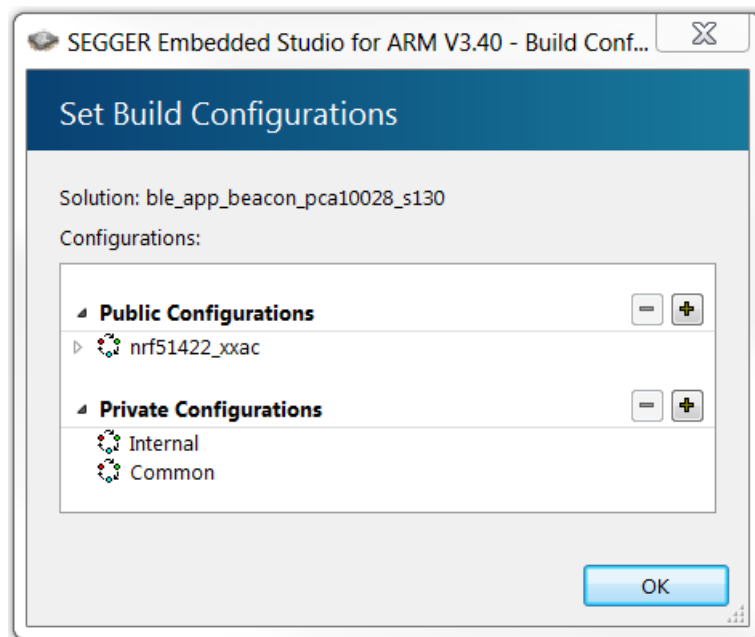 SEGGER Embedded Studio for ARM V3.40 - Build Conf...
Set Build Configurations
Solution: ble_app_beacon_pca10028_s130
Configurations:
Public Configurations
nrf51422_xxac
Private Configurations
Internal
Common
OK